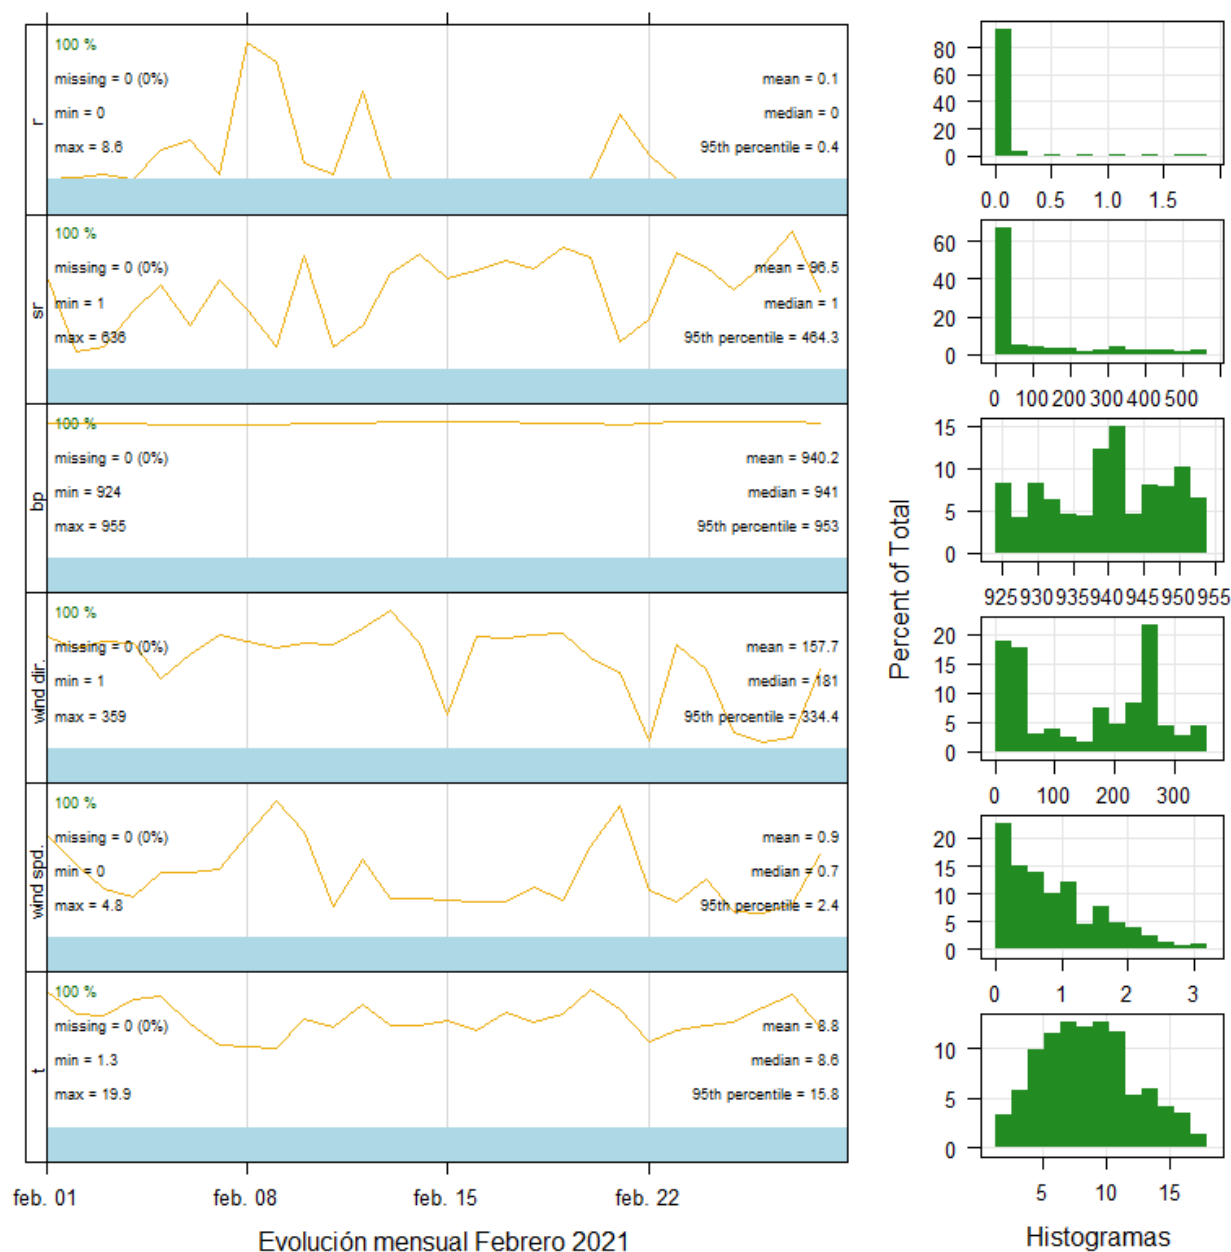 r
100 %
missing = 0 (0%)
min = 0
max = 8.6
mean = 0.1
median = 0
95th percentile = 0.4
sr
100 %
missing = 0 (0%)
min = 1
max = 636
mean = 96.5
median = 1
95th percentile = 464.3
bp
100 %
missing = 0 (0%)
min = 924
max = 955
mean = 940.2
median = 941
95th percentile = 953
wind dir.
100 %
missing = 0 (0%)
min = 1
max = 359
mean = 157.7
median = 181
95th percentile = 334.4
wind spd.
100 %
missing = 0 (0%)
min = 0
max = 4.8
mean = 0.9
median = 0.7
95th percentile = 2.4
t
100 %
missing = 0 (0%)
min = 1.3
max = 19.9
mean = 8.8
median = 8.6
95th percentile = 15.8
feb. 01 feb. 08 feb. 15 feb. 22
Evolución mensual Febrero 2021
Percent of Total
80
60
40
20
0
0.0 0.5 1.0 1.5
60
40
20
0
0 100 200 300 400 500
15
10
5
0
925 930 935 940 945 950 955
20
15
10
5
0
0 100 200 300
20
15
10
5
0
0 1 2 3
10
5
0
5 10 15
Histogramas